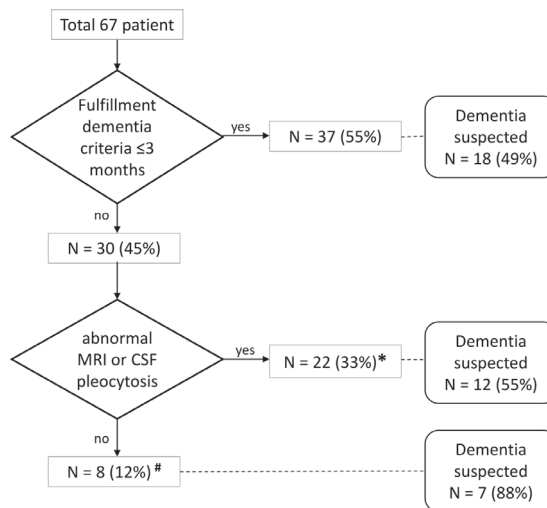 Total 67 patient
Fulfillment
dementia
criteria ≤3
months
yes
N = 37 (55%)
Dementia
suspected
N = 18 (49%)
no
N = 30 (45%)
abnormal
MRI or CSF
pleocytosis
yes
N = 22 (33%)*
Dementia
suspected
N = 12 (55%)
no
N = 8 (12%) #
Dementia
suspected
N = 7 (88%)